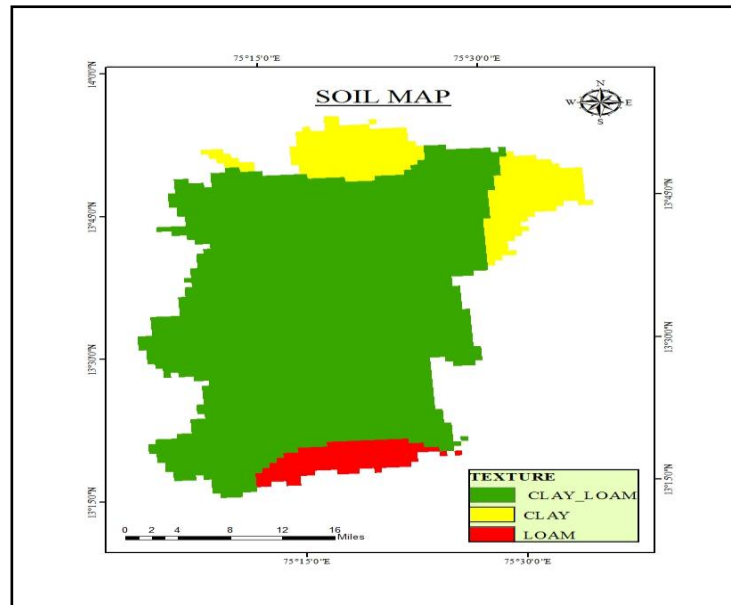 75°15'0"E 75°30'0"E
14°0'0"N
SOIL MAP
N
W E
S
13°45'0"N 13°45'0"N
13°30'0"N 13°30'0"N
13°15'0"N 13°15'0"N
TEXTURE
CLAY_LOAM
CLAY
LOAM
0 2 4 8 12 16
Miles
75°15'0"E 75°30'0"E